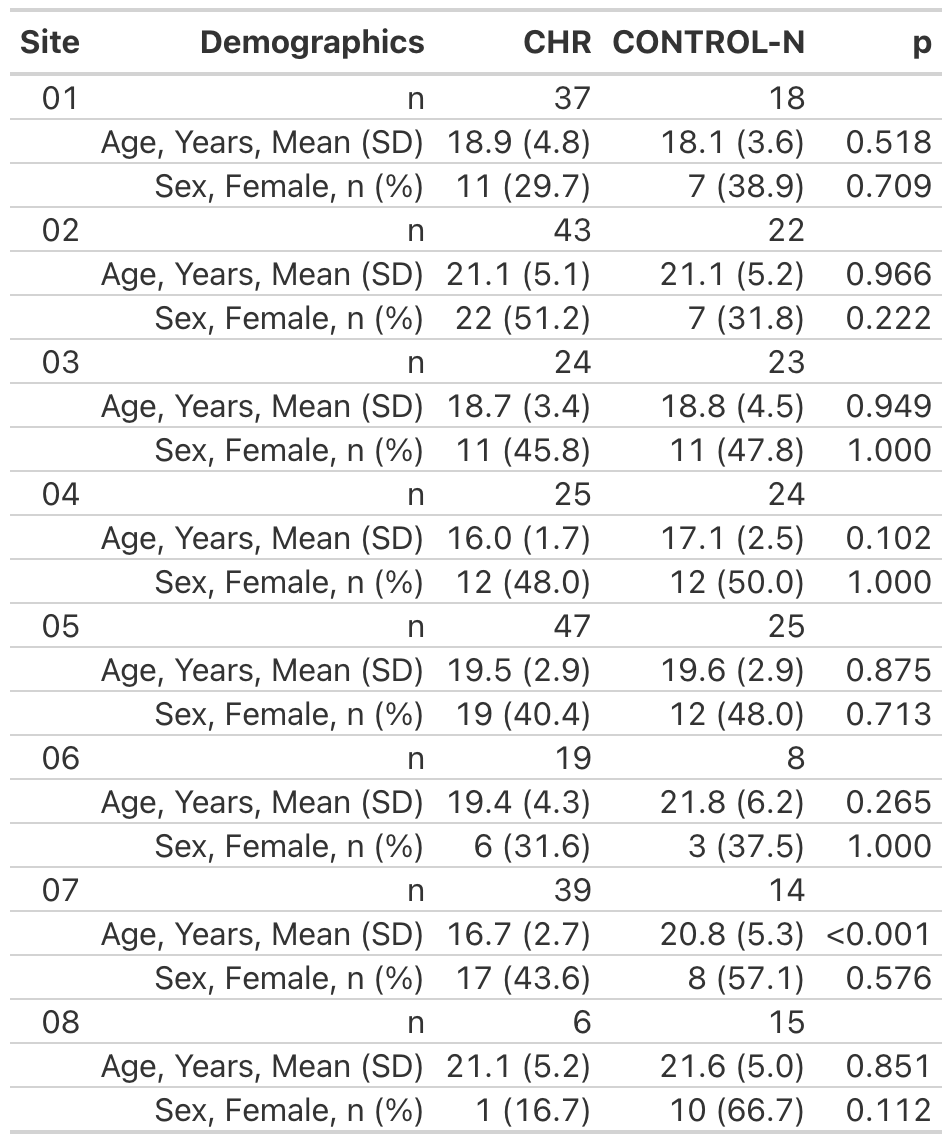 Site Demographics CHR CONTROL-N p
01 n 37 18
Age, Years, Mean (SD) 18.9 (4.8) 18.1 (3.6) 0.518
Sex, Female, n (%) 11 (29.7) 7 (38.9) 0.709
02 n 43 22
Age, Years, Mean (SD) 21.1 (5.1) 21.1 (5.2) 0.966
Sex, Female, n (%) 22 (51.2) 7 (31.8) 0.222
03 n 24 23
Age, Years, Mean (SD) 18.7 (3.4) 18.8 (4.5) 0.949
Sex, Female, n (%) 11 (45.8) 11 (47.8) 1.000
04 n 25 24
Age, Years, Mean (SD) 16.0 (1.7) 17.1 (2.5) 0.102
Sex, Female, n (%) 12 (48.0) 12 (50.0) 1.000
05 n 47 25
Age, Years, Mean (SD) 19.5 (2.9) 19.6 (2.9) 0.875
Sex, Female, n (%) 19 (40.4) 12 (48.0) 0.713
06 n 19 8
Age, Years, Mean (SD) 19.4 (4.3) 21.8 (6.2) 0.265
Sex, Female, n (%) 6 (31.6) 3 (37.5) 1.000
07 n 39 14
Age, Years, Mean (SD) 16.7 (2.7) 20.8 (5.3) <0.001
Sex, Female, n (%) 17 (43.6) 8 (57.1) 0.576
08 n 6 15
Age, Years, Mean (SD) 21.1 (5.2) 21.6 (5.0) 0.851
Sex, Female, n (%) 1 (16.7) 10 (66.7) 0.112